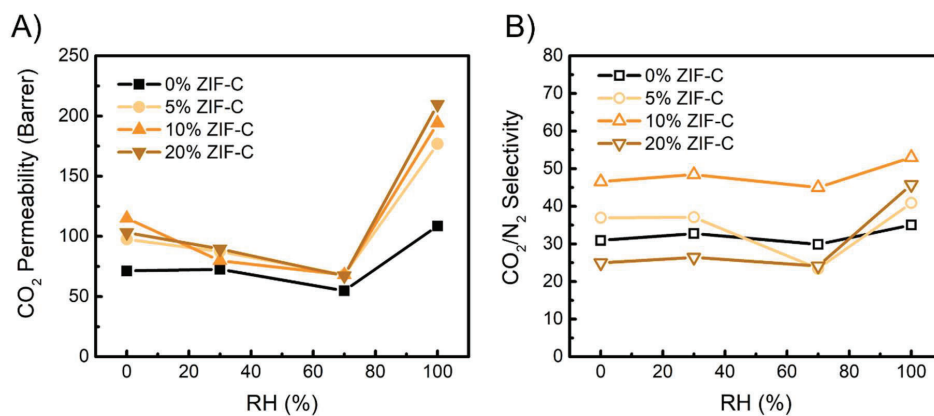 A)
CO₂ Permeability (Barrer)
250
200
150
100
50
0
0% ZIF-C
5% ZIF-C
10% ZIF-C
20% ZIF-C
0 20 40 60 80 100
RH (%)
B)
CO₂/N₂ Selectivity
80
70
60
50
40
30
20
10
0
0% ZIF-C
5% ZIF-C
10% ZIF-C
20% ZIF-C
0 20 40 60 80 100
RH (%)